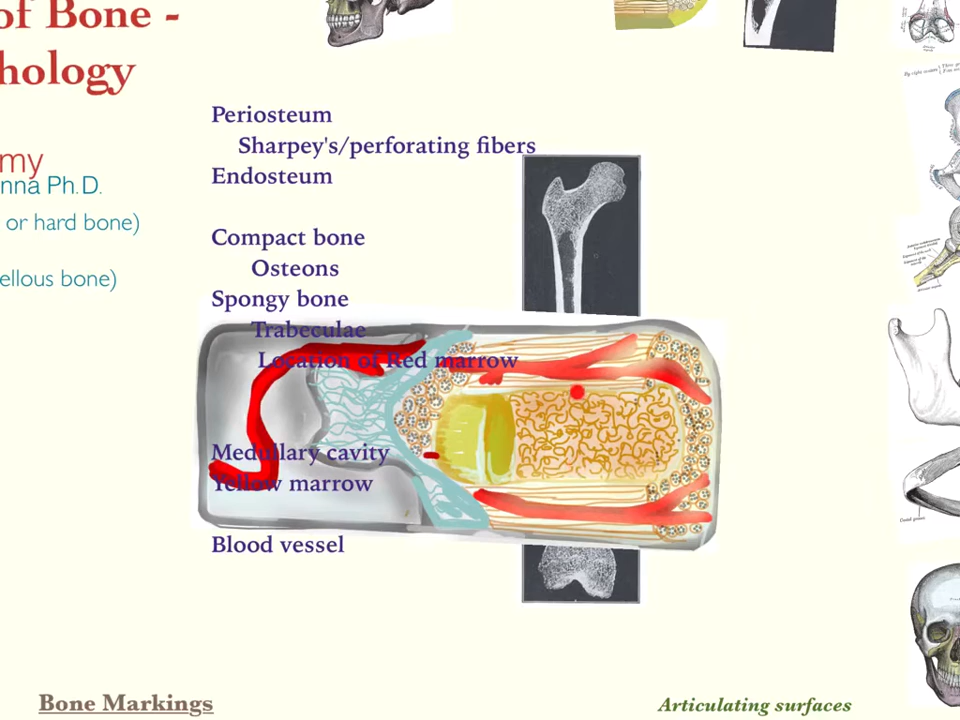 of Bone -
hology
my
nna Ph.D.
or hard bone)
ellous bone)
Periosteum
Sharpey's/perforating fibers
Endosteum
Compact bone
Osteons
Spongy bone
Trabeculae
Location of Red marrow
Medullary cavity
Yellow marrow
Blood vessel
Bone Markings
Articulating surfaces